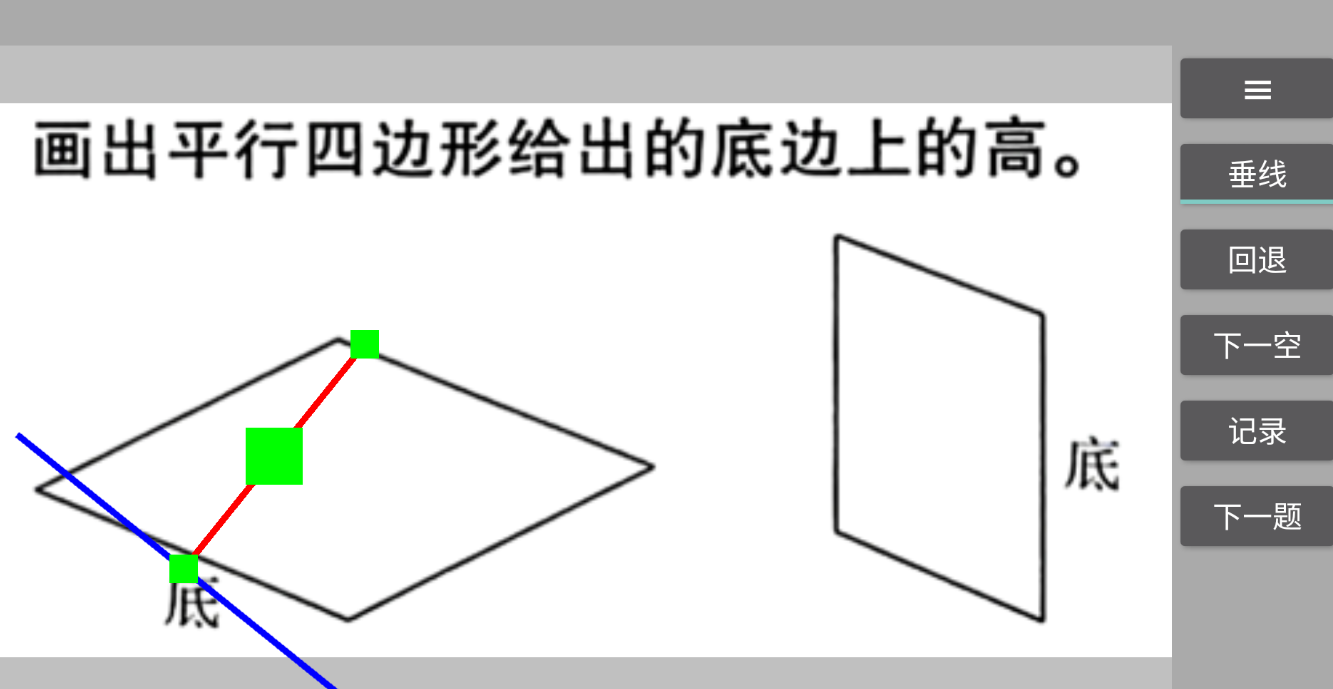 画出平行四边形给出的底边上的高。
底
底
垂线
回退
下一空
记录
下一题